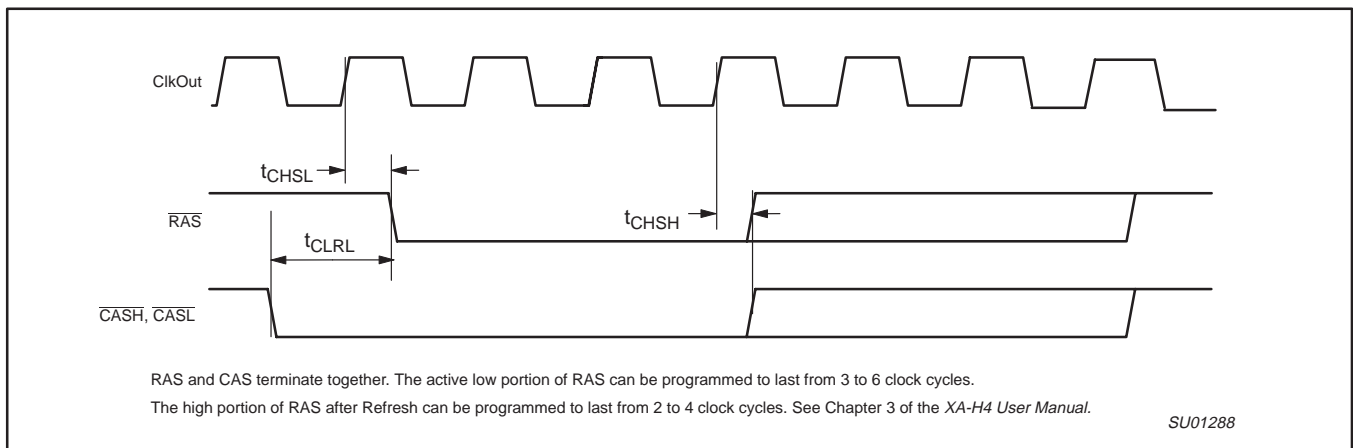 ClkOut
tCHSL
RAS
tCHSH
tCLRL
CASH, CASL
RAS and CAS terminate together. The active low portion of RAS can be programmed to last from 3 to 6 clock cycles.
The high portion of RAS after Refresh can be programmed to last from 2 to 4 clock cycles. See Chapter 3 of the XA-H4 User Manual.
SU01288